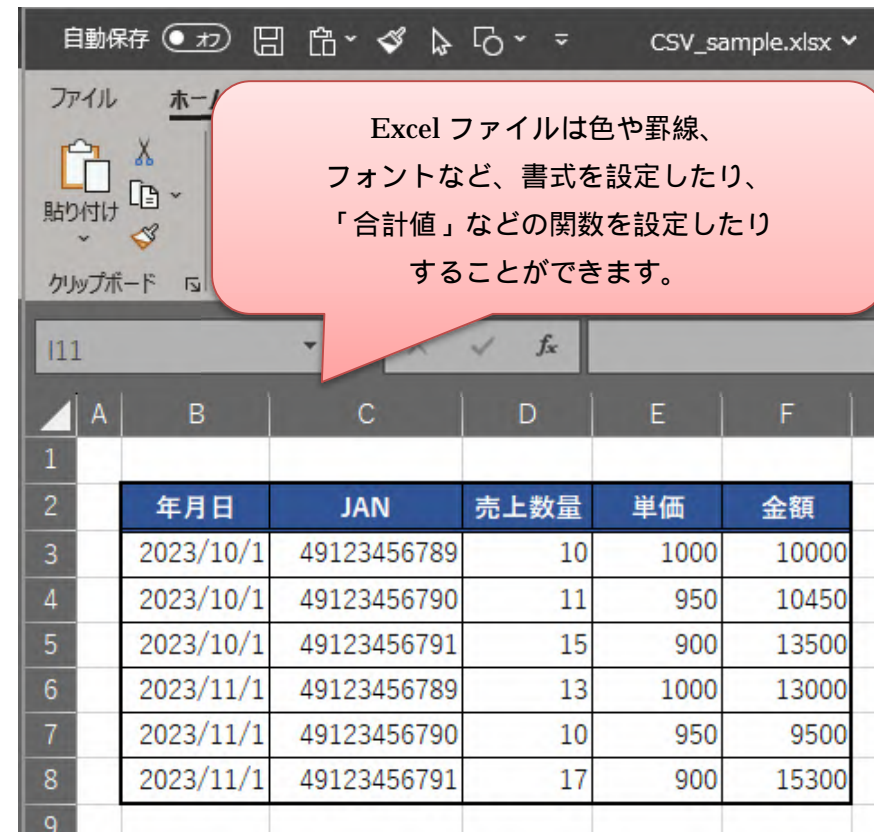 自動保存 オフ CSV_sample.xlsx
ファイル
Excel ファイルは色や罫線、
フォントなど、書式を設定したり、
「合計値」などの関数を設定したり
することができます。
貼り付け
クリップボード
I11 fx
A B C D E F
1
2 年月日 JAN 売上数量 単価 金額
3 2023/10/1 49123456789 10 1000 10000
4 2023/10/1 49123456790 11 950 10450
5 2023/10/1 49123456791 15 900 13500
6 2023/11/1 49123456789 13 1000 13000
7 2023/11/1 49123456790 10 950 9500
8 2023/11/1 49123456791 17 900 15300
9